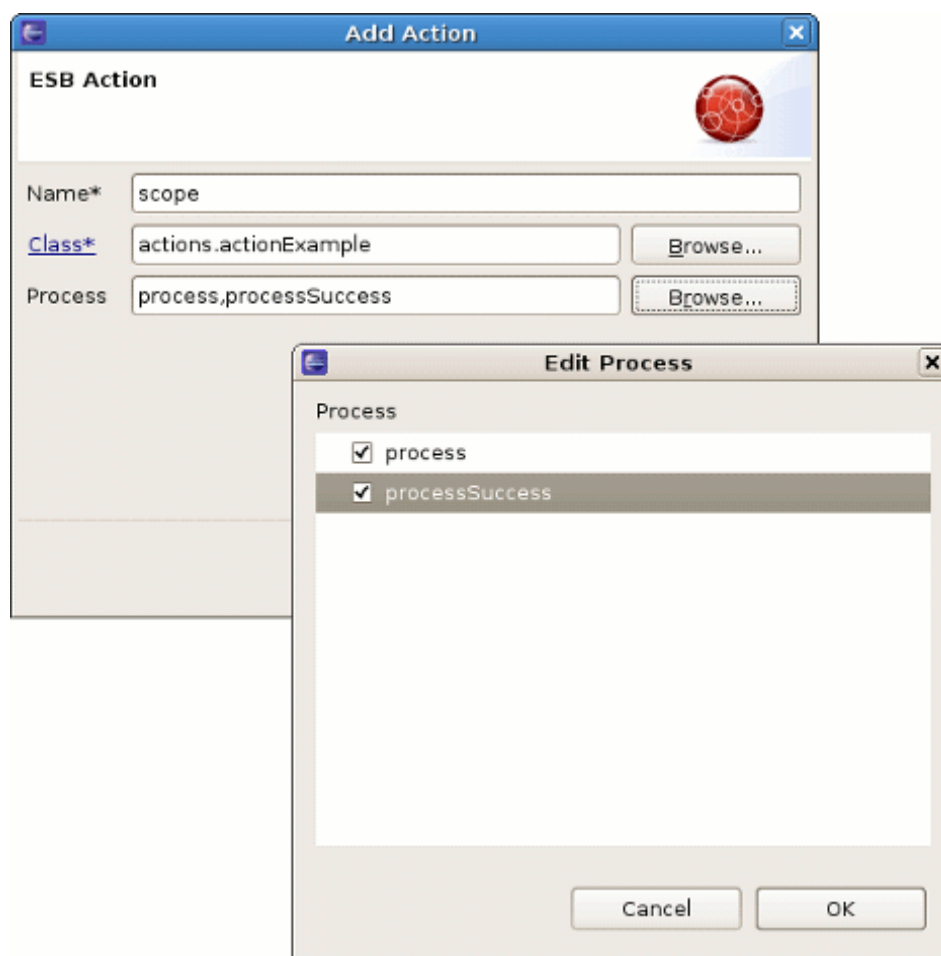 Add Action
ESB Action
Name* scope
Class* actions.actionExample Browse...
Process process,processSuccess Browse...
Edit Process
Process
process
processSuccess
Cancel OK